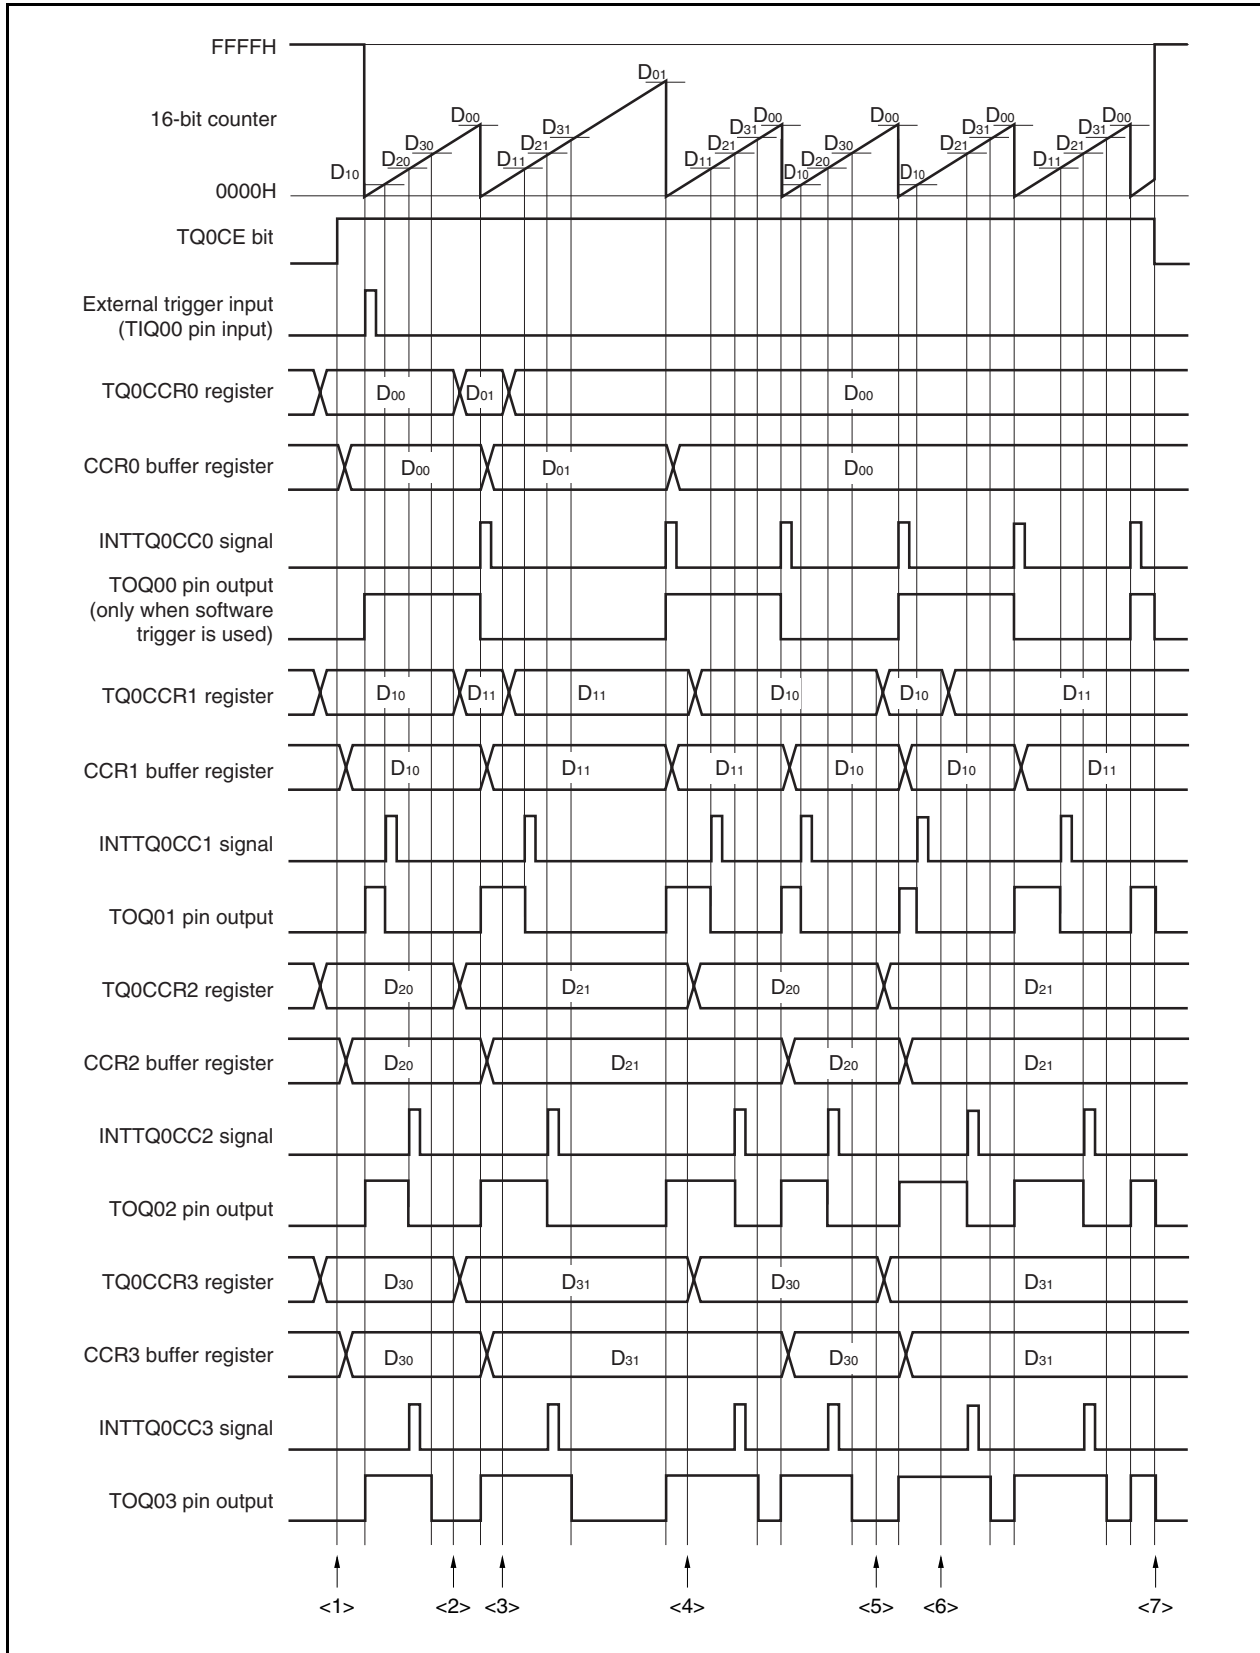 FFFFH
16-bit counter
0000H
D10 D20 D30 D00 D11 D21 D31 D01 D11 D21 D31 D00 D10 D20 D30 D00 D10 D21 D31 D00 D11 D21 D31 D00
TQ0CE bit
External trigger input
(TIQ00 pin input)
TQ0CCR0 register D00 D01 D00
CCR0 buffer register D00 D01 D00
INTTQ0CC0 signal
TOQ00 pin output
(only when software
trigger is used)
TQ0CCR1 register D10 D11 D11 D10 D10 D11
CCR1 buffer register D10 D11 D11 D10 D10 D11
INTTQ0CC1 signal
TOQ01 pin output
TQ0CCR2 register D20 D21 D20 D21
CCR2 buffer register D20 D21 D20 D21
INTTQ0CC2 signal
TOQ02 pin output
TQ0CCR3 register D30 D31 D30 D31
CCR3 buffer register D30 D31 D30 D31
INTTQ0CC3 signal
TOQ03 pin output
<1> <2> <3> <4> <5> <6> <7>